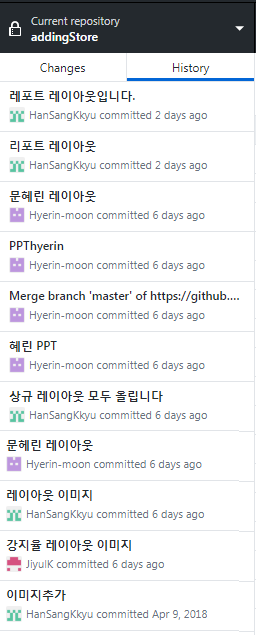 Current repository
addingStore
Changes
History
레포트 레이아웃입니다.
HanSangKkyu committed 2 days ago
리포트 레이아웃
HanSangKkyu committed 2 days ago
문혜린 레이아웃
Hyerin-moon committed 6 days ago
PPThyerin
Hyerin-moon committed 6 days ago
Merge branch 'master' of https://github....
Hyerin-moon committed 6 days ago
혜린 PPT
Hyerin-moon committed 6 days ago
상규 레이아웃 모두 올립니다
HanSangKkyu committed 6 days ago
문헤린 레이아웃
Hyerin-moon committed 6 days ago
레이아웃 이미지
HanSangKkyu committed 6 days ago
강지율 레이아웃 이미지
JiyulK committed 6 days ago
이미지추가
HanSangKkyu committed Apr 9, 2018